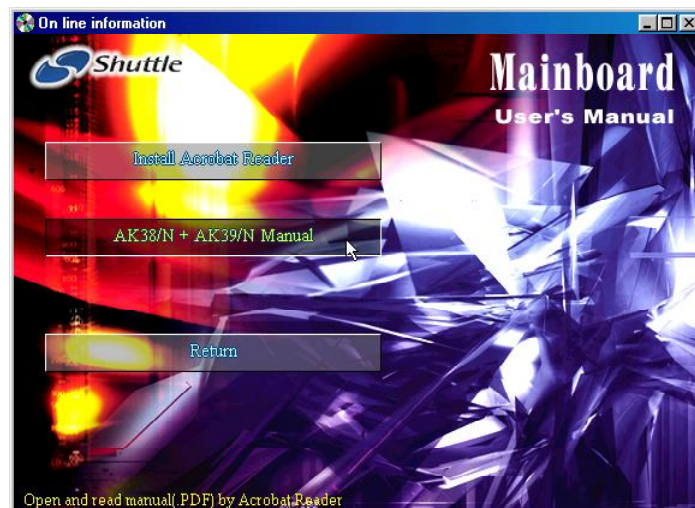 On line information
Shuttle
Mainboard
User's Manual
Install Acrobat Reader
AK38/N + AK39/N Manual
Return
Open and read manual(.PDF) by Acrobat Reader